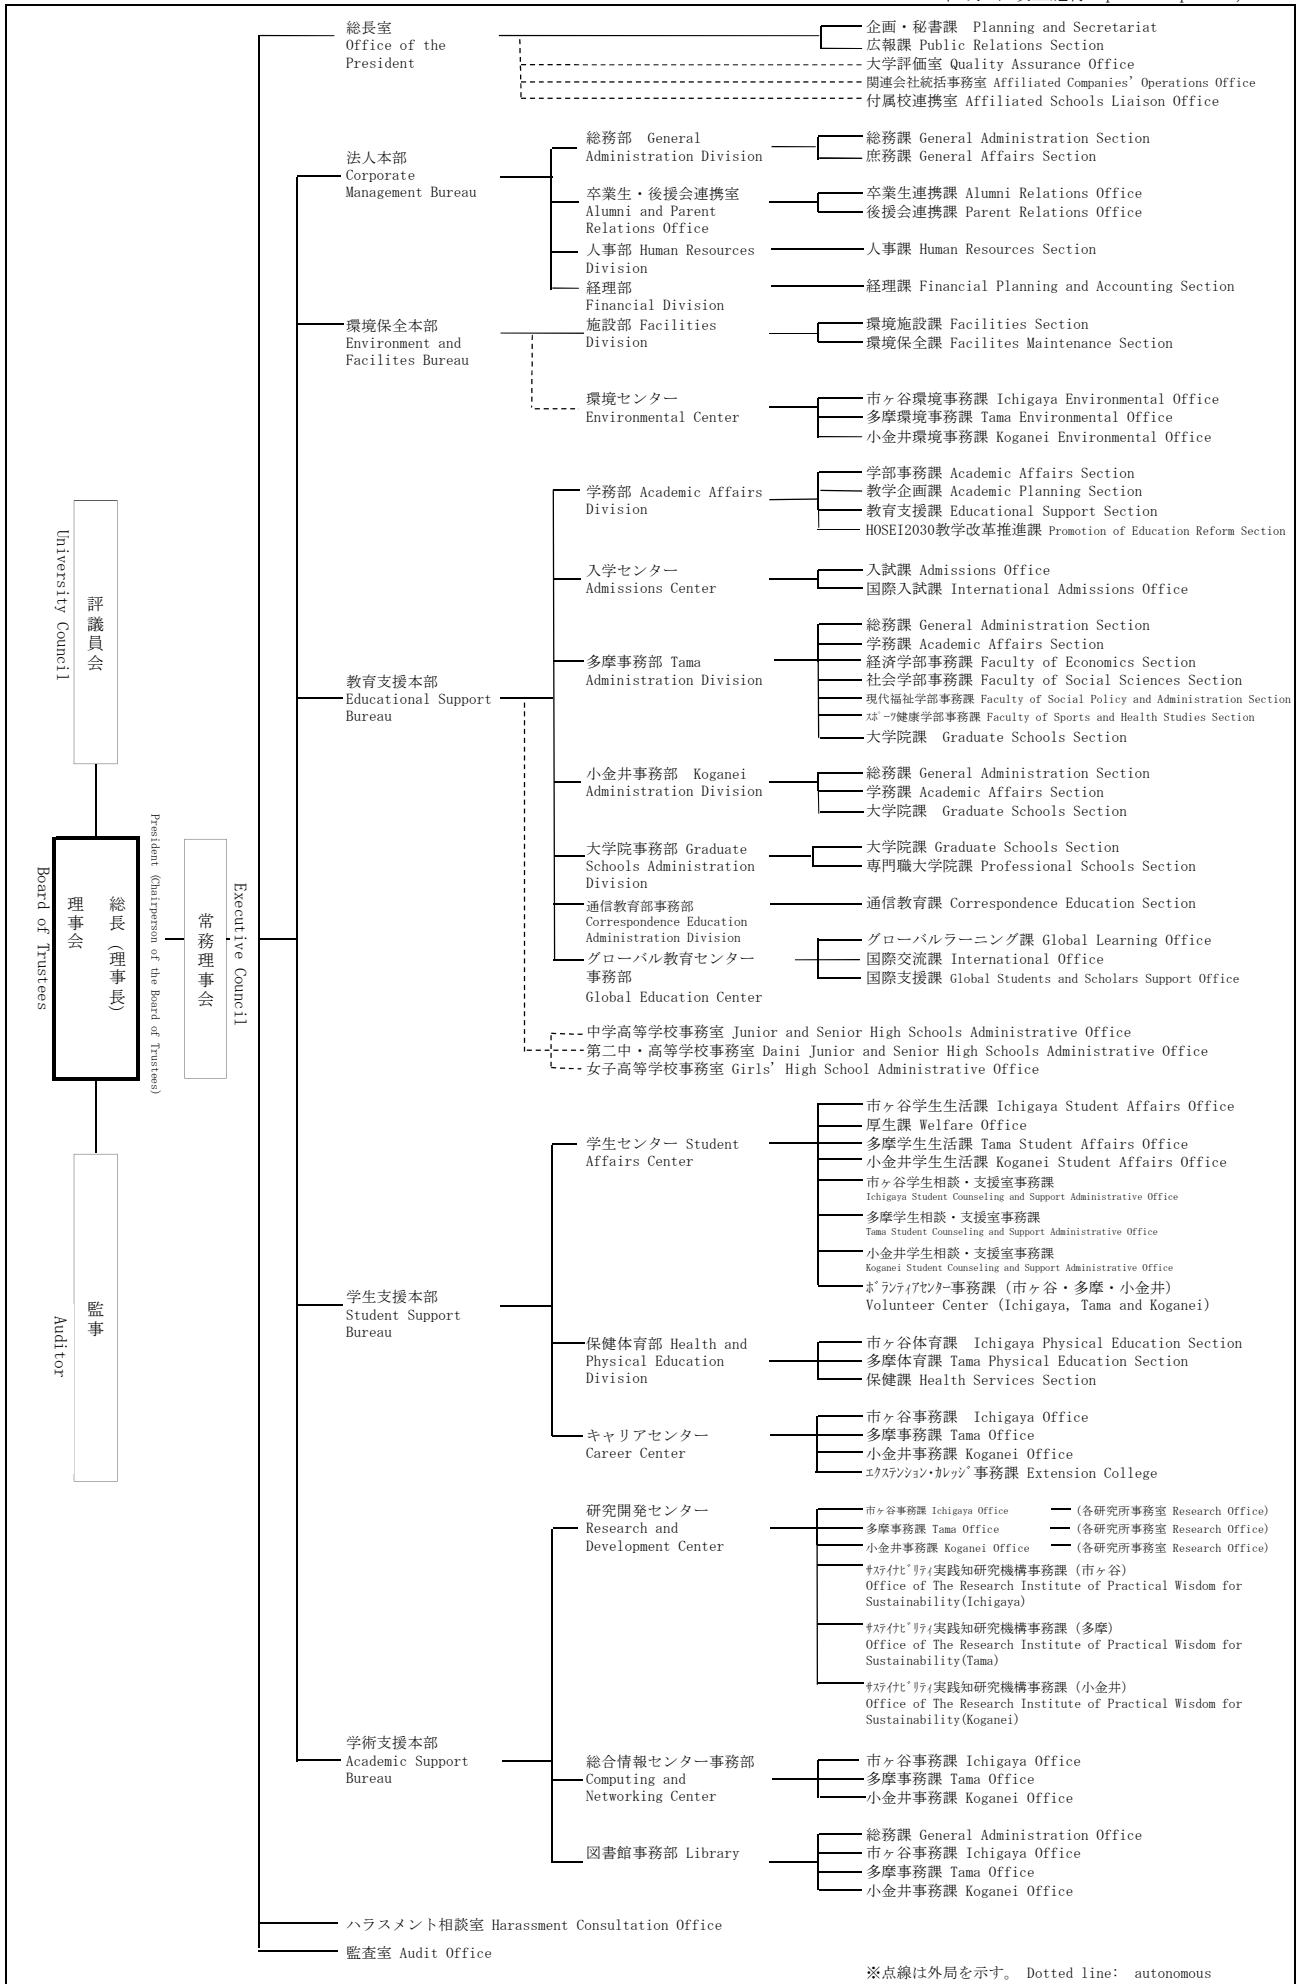 総長室
Office of the
President
企画・秘書課 Planning and Secretariat
広報課 Public Relations Section
大学評価室 Quality Assurance Office
関連会社統括事務室 Affiliated Companies' Operations Office
付属校連携室 Affiliated Schools Liaison Office
法人本部
Corporate
Management Bureau
総務部 General
Administration Division
総務課 General Administration Section
庶務課 General Affairs Section
卒業生・後援会連携室
Alumni and Parent
Relations Office
卒業生連携課 Alumni Relations Office
後援会連携課 Parent Relations Office
人事部 Human Resources
Division
人事課 Human Resources Section
経理部
Financial Division
経理課 Financial Planning and Accounting Section
環境保全本部
Environment and
Facilites Bureau
施設部 Facilities
Division
環境施設課 Facilities Section
環境保全課 Facilites Maintenance Section
環境センター
Environmental Center
市ヶ谷環境事務課 Ichigaya Environmental Office
多摩環境事務課 Tama Environmental Office
小金井環境事務課 Koganei Environmental Office
教育支援本部
Educational Support
Bureau
学務部 Academic Affairs
Division
学部事務課 Academic Affairs Section
教学企画課 Academic Planning Section
教育支援課 Educational Support Section
HOSEI2030教学改革推進課 Promotion of Education Reform Section
入学センター
Admissions Center
入試課 Admissions Office
国際入試課 International Admissions Office
多摩事務部 Tama
Administration Division
総務課 General Administration Section
学務課 Academic Affairs Section
経済学部事務課 Faculty of Economics Section
社会学部事務課 Faculty of Social Sciences Section
現代福祉学部事務課 Faculty of Social Policy and Administration Section
ｽﾎﾟｰﾂ健康学部事務課 Faculty of Sports and Health Studies Section
大学院課 Graduate Schools Section
小金井事務部 Koganei
Administration Division
総務課 General Administration Section
学務課 Academic Affairs Section
大学院課 Graduate Schools Section
大学院事務部 Graduate
Schools Administration
Division
大学院課 Graduate Schools Section
専門職大学院課 Professional Schools Section
通信教育部事務部
Correspondence Education
Administration Division
通信教育課 Correspondence Education Section
グローバル教育センター
事務部
Global Education Center
グローバルラーニング課 Global Learning Office
国際交流課 International Office
国際支援課 Global Students and Scholars Support Office
中学高等学校事務室 Junior and Senior High Schools Administrative Office
第二中・高等学校事務室 Daini Junior and Senior High Schools Administrative Office
女子高等学校事務室 Girls' High School Administrative Office
評議員会
University Council
総長（理事長）
理事会
Board of Trustees
President (Chairperson of the Board of Trustees)
常務理事会
Executive Council
監事
Auditor
学生支援本部
Student Support
Bureau
学生センター Student
Affairs Center
市ヶ谷学生生活課 Ichigaya Student Affairs Office
厚生課 Welfare Office
多摩学生生活課 Tama Student Affairs Office
小金井学生生活課 Koganei Student Affairs Office
市ヶ谷学生相談・支援室事務課
Ichigaya Student Counseling and Support Administrative Office
多摩学生相談・支援室事務課
Tama Student Counseling and Support Administrative Office
小金井学生相談・支援室事務課
Koganei Student Counseling and Support Administrative Office
ﾎﾞﾗﾝﾃｨｱｾﾝﾀｰ事務課（市ヶ谷・多摩・小金井）
Volunteer Center (Ichigaya, Tama and Koganei)
保健体育部 Health and
Physical Education
Division
市ヶ谷体育課 Ichigaya Physical Education Section
多摩体育課 Tama Physical Education Section
保健課 Health Services Section
キャリアセンター
Career Center
市ヶ谷事務課 Ichigaya Office
多摩事務課 Tama Office
小金井事務課 Koganei Office
ｴｸｽﾃﾝｼｮﾝ･ｶﾚｯｼﾞ事務課 Extension College
学術支援本部
Academic Support
Bureau
研究開発センター
Research and
Development Center
市ヶ谷事務課 Ichigaya Office (各研究所事務室 Research Office)
多摩事務課 Tama Office (各研究所事務室 Research Office)
小金井事務課 Koganei Office (各研究所事務室 Research Office)
ｻｽﾃｲﾅﾋﾞﾘﾃｨ実践知研究機構事務課（市ヶ谷）
Office of The Research Institute of Practical Wisdom for
Sustainability(Ichigaya)
ｻｽﾃｲﾅﾋﾞﾘﾃｨ実践知研究機構事務課（多摩）
Office of The Research Institute of Practical Wisdom for
Sustainability(Tama)
ｻｽﾃｲﾅﾋﾞﾘﾃｨ実践知研究機構事務課（小金井）
Office of The Research Institute of Practical Wisdom for
Sustainability(Koganei)
総合情報センター事務部
Computing and
Networking Center
市ヶ谷事務課 Ichigaya Office
多摩事務課 Tama Office
小金井事務課 Koganei Office
図書館事務部 Library
総務課 General Administration Office
市ヶ谷事務課 Ichigaya Office
多摩事務課 Tama Office
小金井事務課 Koganei Office
ハラスメント相談室 Harassment Consultation Office
監査室 Audit Office
※点線は外局を示す。 Dotted line: autonomous